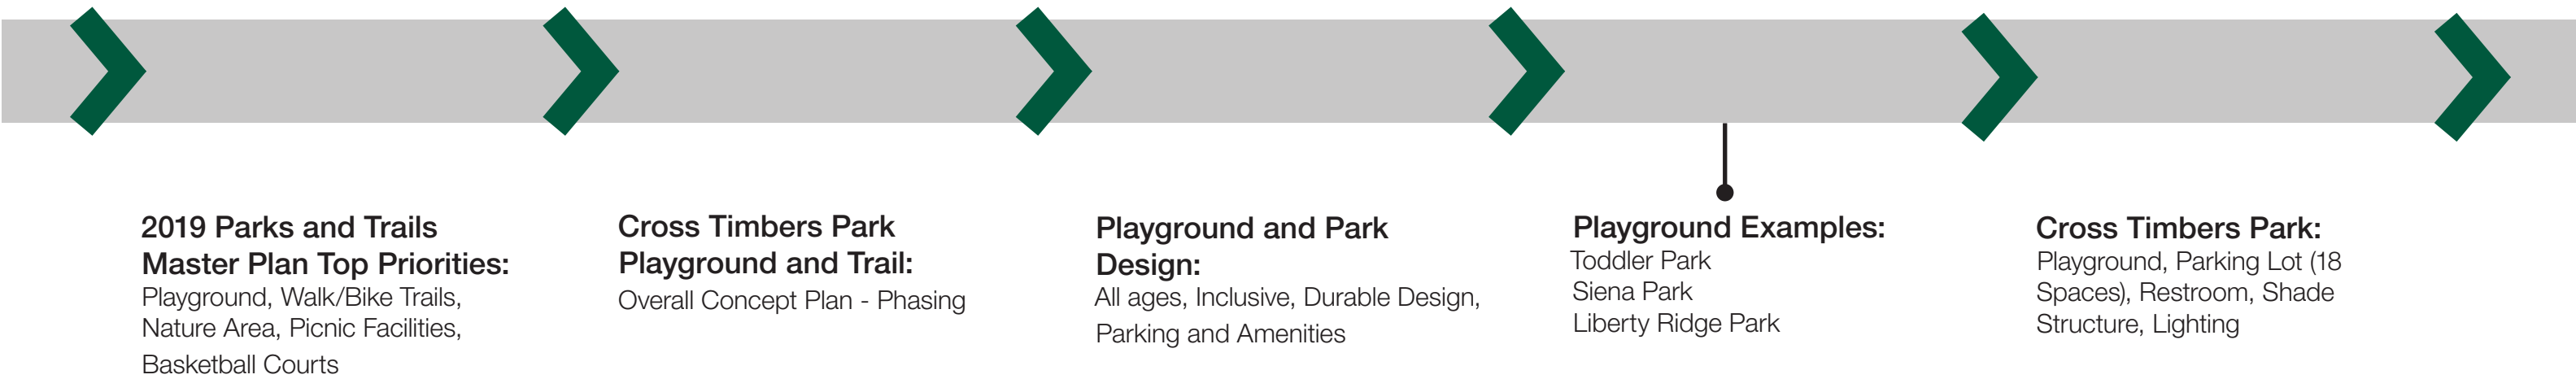 2019 Parks and Trails
Master Plan Top Priorities:
Playground, Walk/Bike Trails,
Nature Area, Picnic Facilities,
Basketball Courts
Cross Timbers Park
Playground and Trail:
Overall Concept Plan - Phasing
Playground and Park
Design:
All ages, Inclusive, Durable Design,
Parking and Amenities
Playground Examples:
Toddler Park
Siena Park
Liberty Ridge Park
Cross Timbers Park:
Playground, Parking Lot (18
Spaces), Restroom, Shade
Structure, Lighting